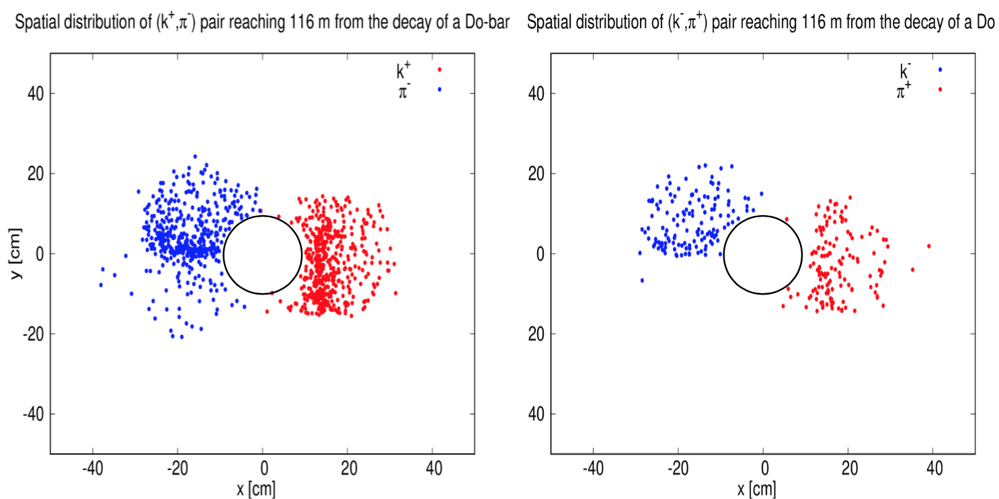 Spatial distribution of (k⁺,π⁻) pair reaching 116 m from the decay of a Do-bar
k⁺
π⁻
40
20
0
-20
-40
y [cm]
-40 -20 0 20 40
x [cm]
Spatial distribution of (k⁻,π⁺) pair reaching 116 m from the decay of a Do
k⁻
π⁺
40
20
0
20
40
-40 -20 0 20 40
x [cm]